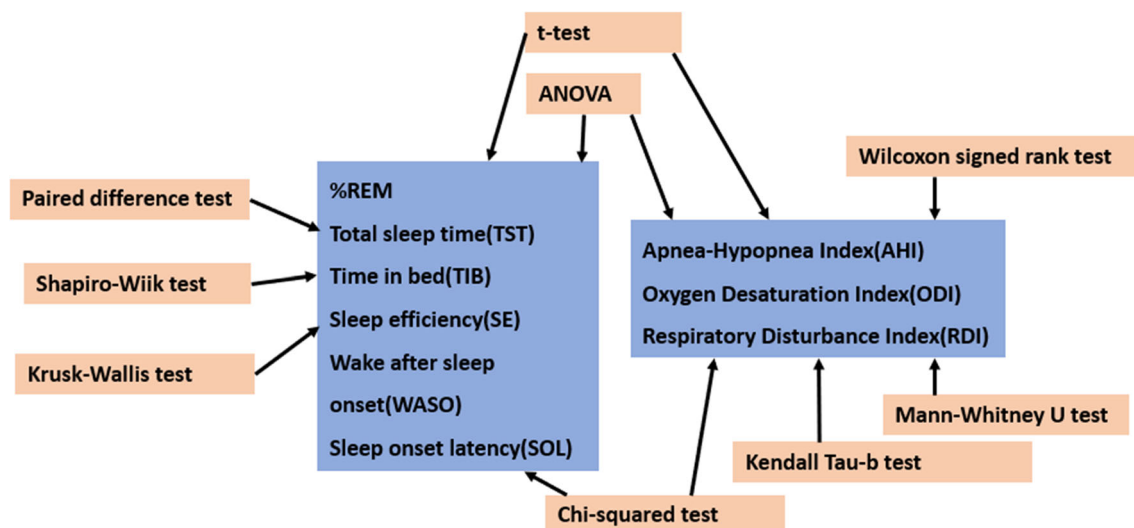 t-test
ANOVA
Wilcoxon signed rank test
Paired difference test
Shapiro-Wiik test
Krusk-Wallis test
%REM
Total sleep time(TST)
Time in bed(TIB)
Sleep efficiency(SE)
Wake after sleep
onset(WASO)
Sleep onset latency(SOL)
Apnea-Hypopnea Index(AHI)
Oxygen Desaturation Index(ODI)
Respiratory Disturbance Index(RDI)
Mann-Whitney U test
Kendall Tau-b test
Chi-squared test